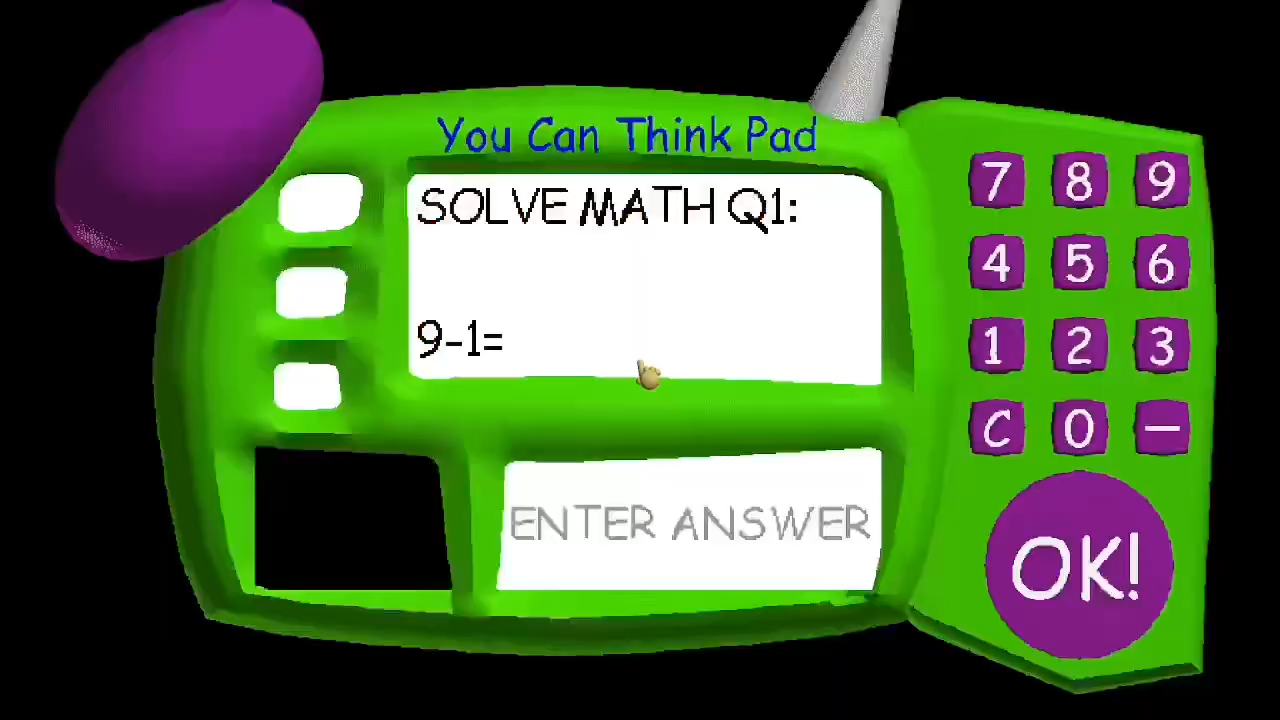 You Can Think Pad
SOLVE MATH Q1:
9-1=
ENTER ANSWER
7 8 9
4 5 6
1 2 3
C 0 —
OK!